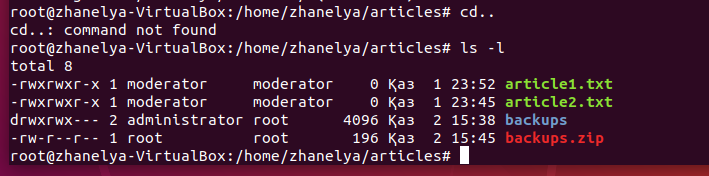 root@zhanelya-VirtualBox:/home/zhanelya/articles# cd..
cd..: command not found
root@zhanelya-VirtualBox:/home/zhanelya/articles# ls -l
total 8
-rwxrwxr-x 1 moderator     moderator    0 Қаз  1 23:52 article1.txt
-rwxrwxr-x 1 moderator     moderator    0 Қаз  1 23:45 article2.txt
drwxrwx--- 2 administrator root      4096 Қаз  2 15:38 backups
-rw-r--r-- 1 root          root       196 Қаз  2 15:45 backups.zip
root@zhanelya-VirtualBox:/home/zhanelya/articles#